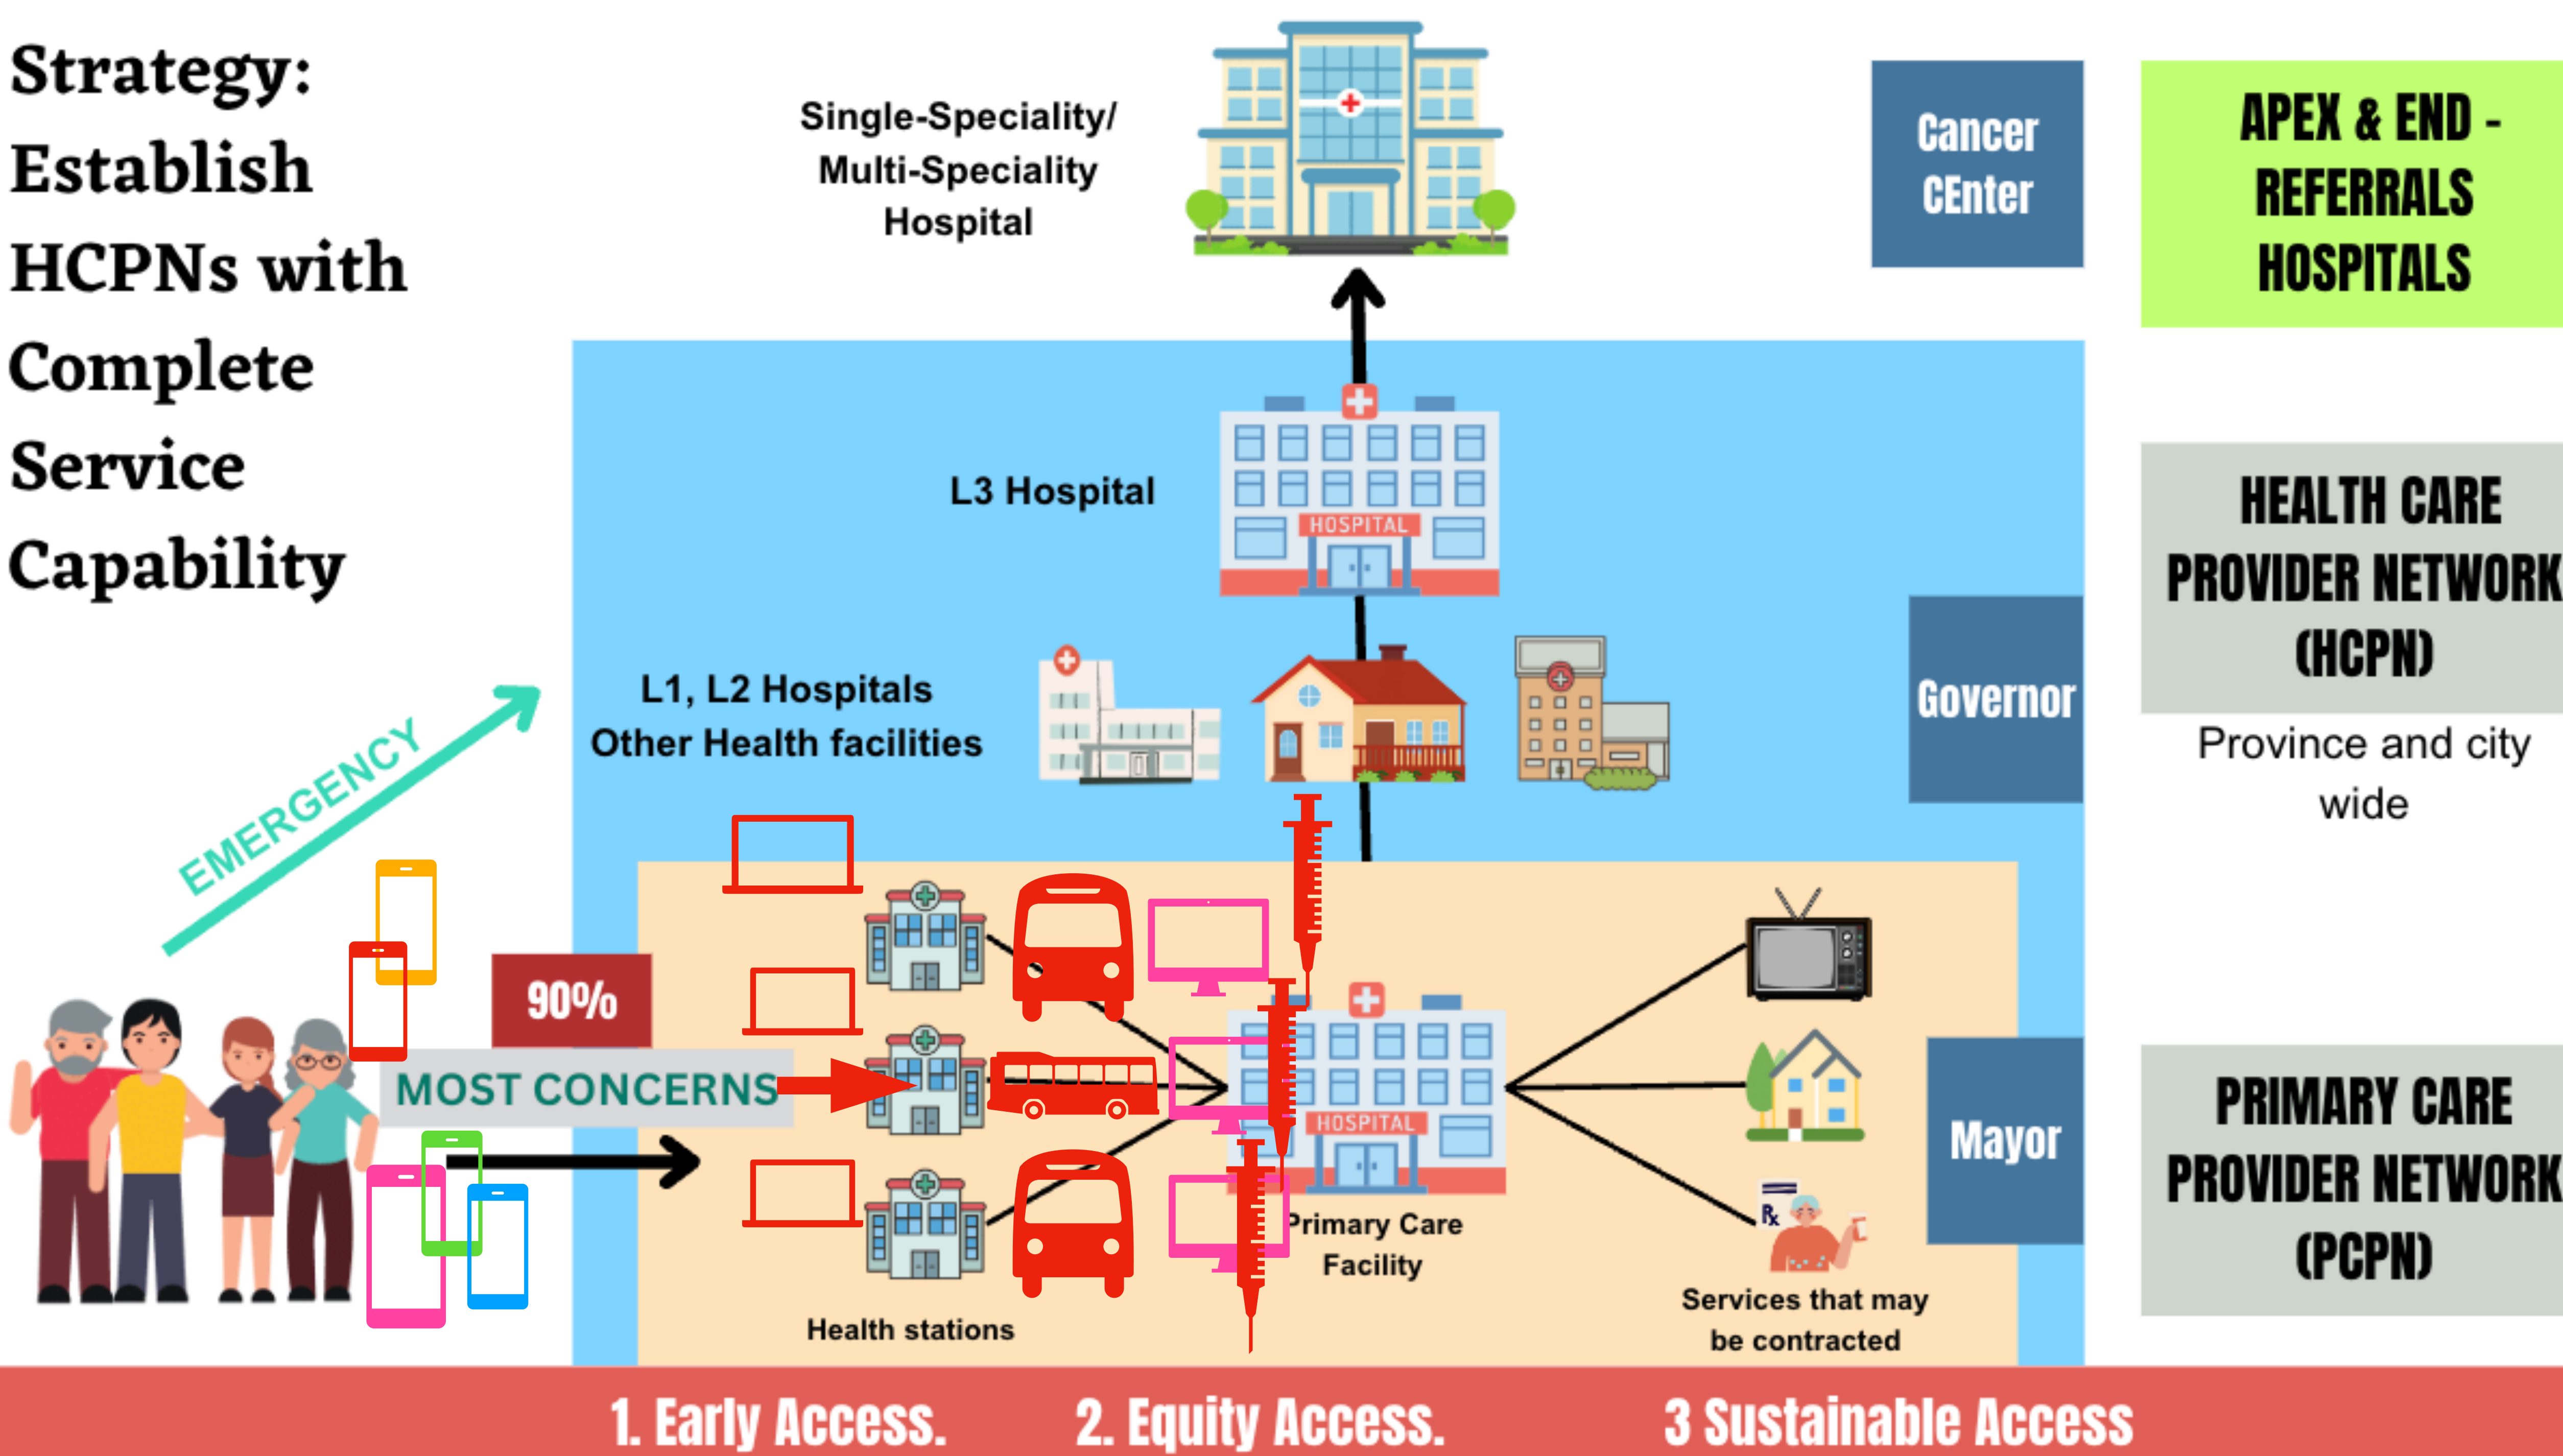 Strategy:
Establish
HCPNs with
Complete
Service
Capability
Single-Speciality/
Multi-Speciality
Hospital
Cancer
CEnter
APEX & END -
REFERRALS
HOSPITALS
L3 Hospital
HOSPITAL
HEALTH CARE
PROVIDER NETWORK
(HCPN)
Province and city
wide
L1, L2 Hospitals
Other Health facilities
Governor
EMERGENCY
90%
MOST CONCERNS
HOSPITAL
Primary Care
Facility
Health stations
Rx
Services that may
be contracted
Mayor
PRIMARY CARE
PROVIDER NETWORK
(PCPN)
1. Early Access.
2. Equity Access.
3 Sustainable Access